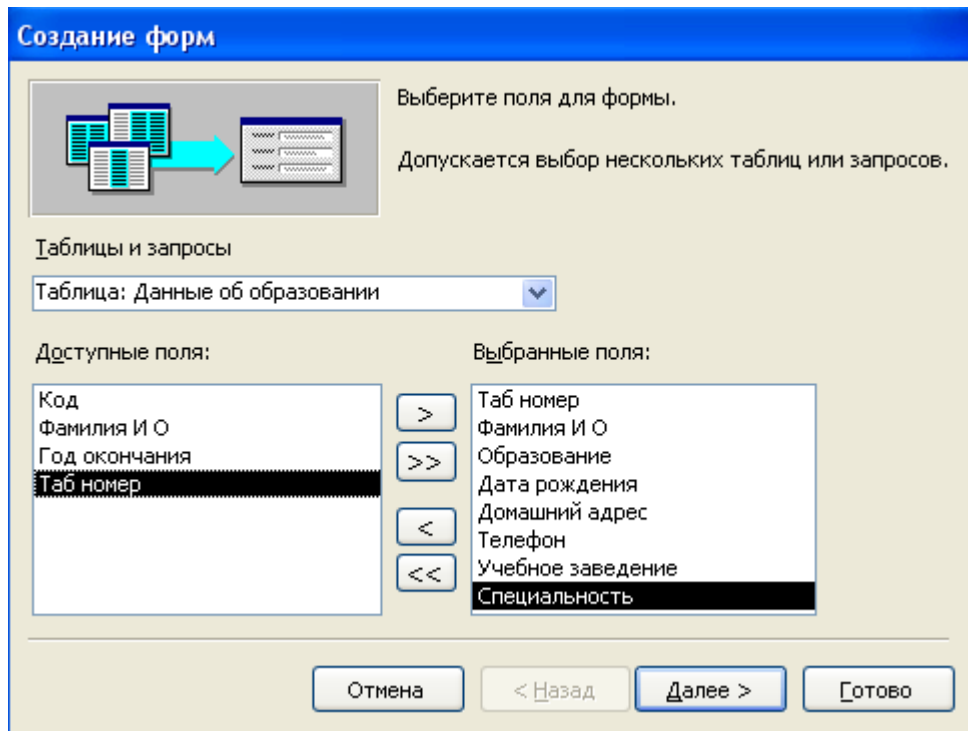 Создание форм
Выберите поля для формы.
Допускается выбор нескольких таблиц или запросов.
Таблицы и запросы
Таблица: Данные об образовании
Доступные поля:
Код
Фамилия И О
Год окончания
Таб номер
>
>>
<
<<
Выбранные поля:
Таб номер
Фамилия И О
Образование
Дата рождения
Домашний адрес
Телефон
Учебное заведение
Специальность
Отмена
< Назад
Далее >
Готово